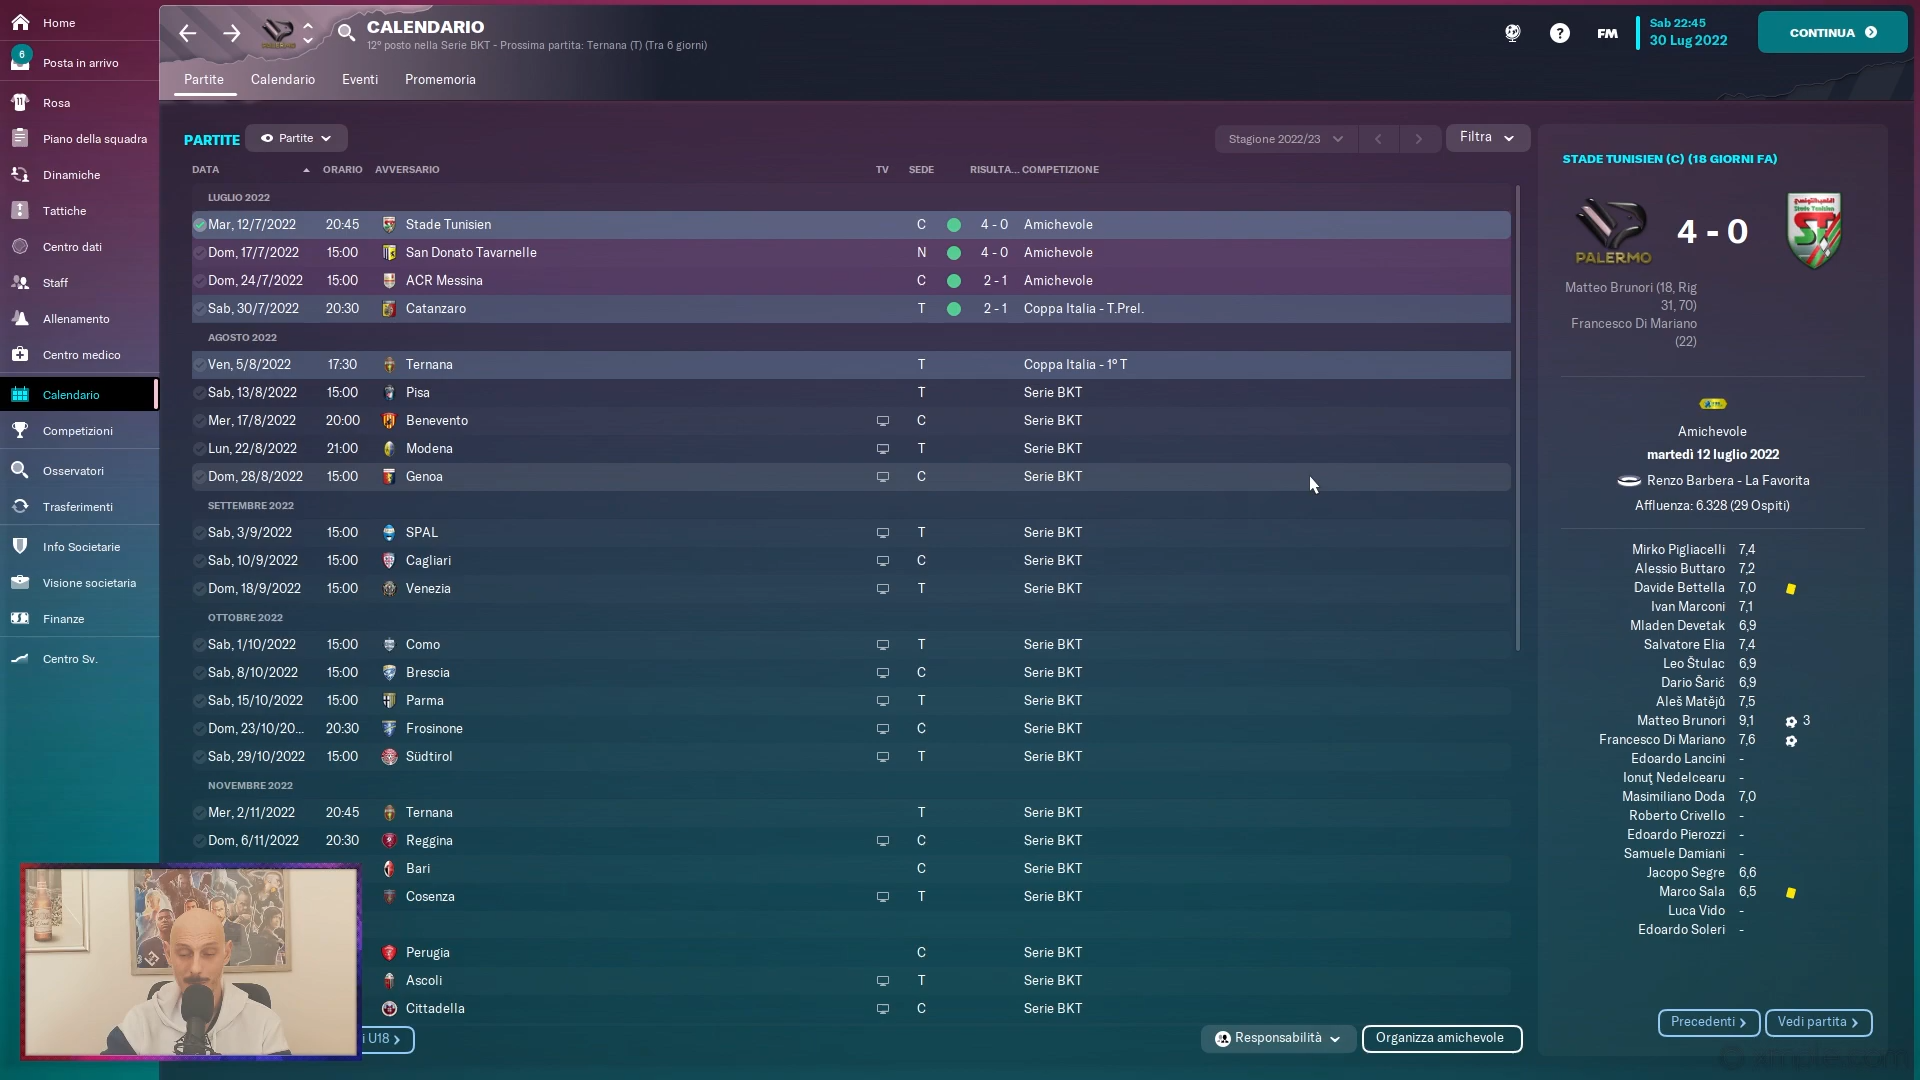 Home
6
Posta in arrivo
Rosa
Piano della squadra
Dinamiche
Tattiche
Centro dati
Staff
Allenamento
Centro medico
Calendario
Competizioni
Osservatori
Trasferimenti
Info Societarie
Visione societaria
Finanze
Centro Sv.
PALERMO
CALENDARIO
12º posto nella Serie BKT - Prossima partita: Ternana (T) (Tra 6 giorni)
FM
Sab 22:45
30 Lug 2022
CONTINUA
Partite Calendario Eventi Promemoria
PARTITE Partite Stagione 2022/23 Filtra
DATA ORARIO AVVERSARIO TV SEDE RISULTA... COMPETIZIONE
LUGLIO 2022
Mar, 12/7/2022 20:45 Stade Tunisien C 4 - 0 Amichevole
Dom, 17/7/2022 15:00 San Donato Tavarnelle N 4 - 0 Amichevole
Dom, 24/7/2022 15:00 ACR Messina C 2 - 1 Amichevole
Sab, 30/7/2022 20:30 Catanzaro T 2 - 1 Coppa Italia - T.Prel.
AGOSTO 2022
Ven, 5/8/2022 17:30 Ternana T Coppa Italia - 1º T
Sab, 13/8/2022 15:00 Pisa T Serie BKT
Mer, 17/8/2022 20:00 Benevento C Serie BKT
Lun, 22/8/2022 21:00 Modena T Serie BKT
Dom, 28/8/2022 15:00 Genoa C Serie BKT
SETTEMBRE 2022
Sab, 3/9/2022 15:00 SPAL T Serie BKT
Sab, 10/9/2022 15:00 Cagliari C Serie BKT
Dom, 18/9/2022 15:00 Venezia T Serie BKT
OTTOBRE 2022
Sab, 1/10/2022 15:00 Como T Serie BKT
Sab, 8/10/2022 15:00 Brescia C Serie BKT
Sab, 15/10/2022 15:00 Parma T Serie BKT
Dom, 23/10/20... 20:30 Frosinone C Serie BKT
Sab, 29/10/2022 15:00 Südtirol T Serie BKT
NOVEMBRE 2022
Mer, 2/11/2022 20:45 Ternana T Serie BKT
Dom, 6/11/2022 20:30 Reggina C Serie BKT
Bari C Serie BKT
Cosenza T Serie BKT
Perugia C Serie BKT
Ascoli T Serie BKT
Cittadella C Serie BKT
i U18
Responsabilità
Organizza amichevole
STADE TUNISIEN (C) (18 GIORNI FA)
PALERMO
4 - 0
Stade Tunisien
ST
Matteo Brunori (18, Rig
31, 70)
Francesco Di Mariano
(22)
Amichevole
martedì 12 luglio 2022
Renzo Barbera - La Favorita
Affluenza: 6.328 (29 Ospiti)
Mirko Pigliacelli 7,4
Alessio Buttaro 7,2
Davide Bettella 7,0
Ivan Marconi 7,1
Mladen Devetak 6,9
Salvatore Elia 7,4
Leo Štulac 6,9
Dario Šarić 6,9
Aleš Matějů 7,5
Matteo Brunori 9,1 3
Francesco Di Mariano 7,6
Edoardo Lancini -
Ionuț Nedelcearu -
Masimiliano Doda 7,0
Roberto Crivello -
Edoardo Pierozzi -
Samuele Damiani -
Jacopo Segre 6,6
Marco Sala 6,5
Luca Vido -
Edoardo Soleri -
Precedenti
Vedi partita